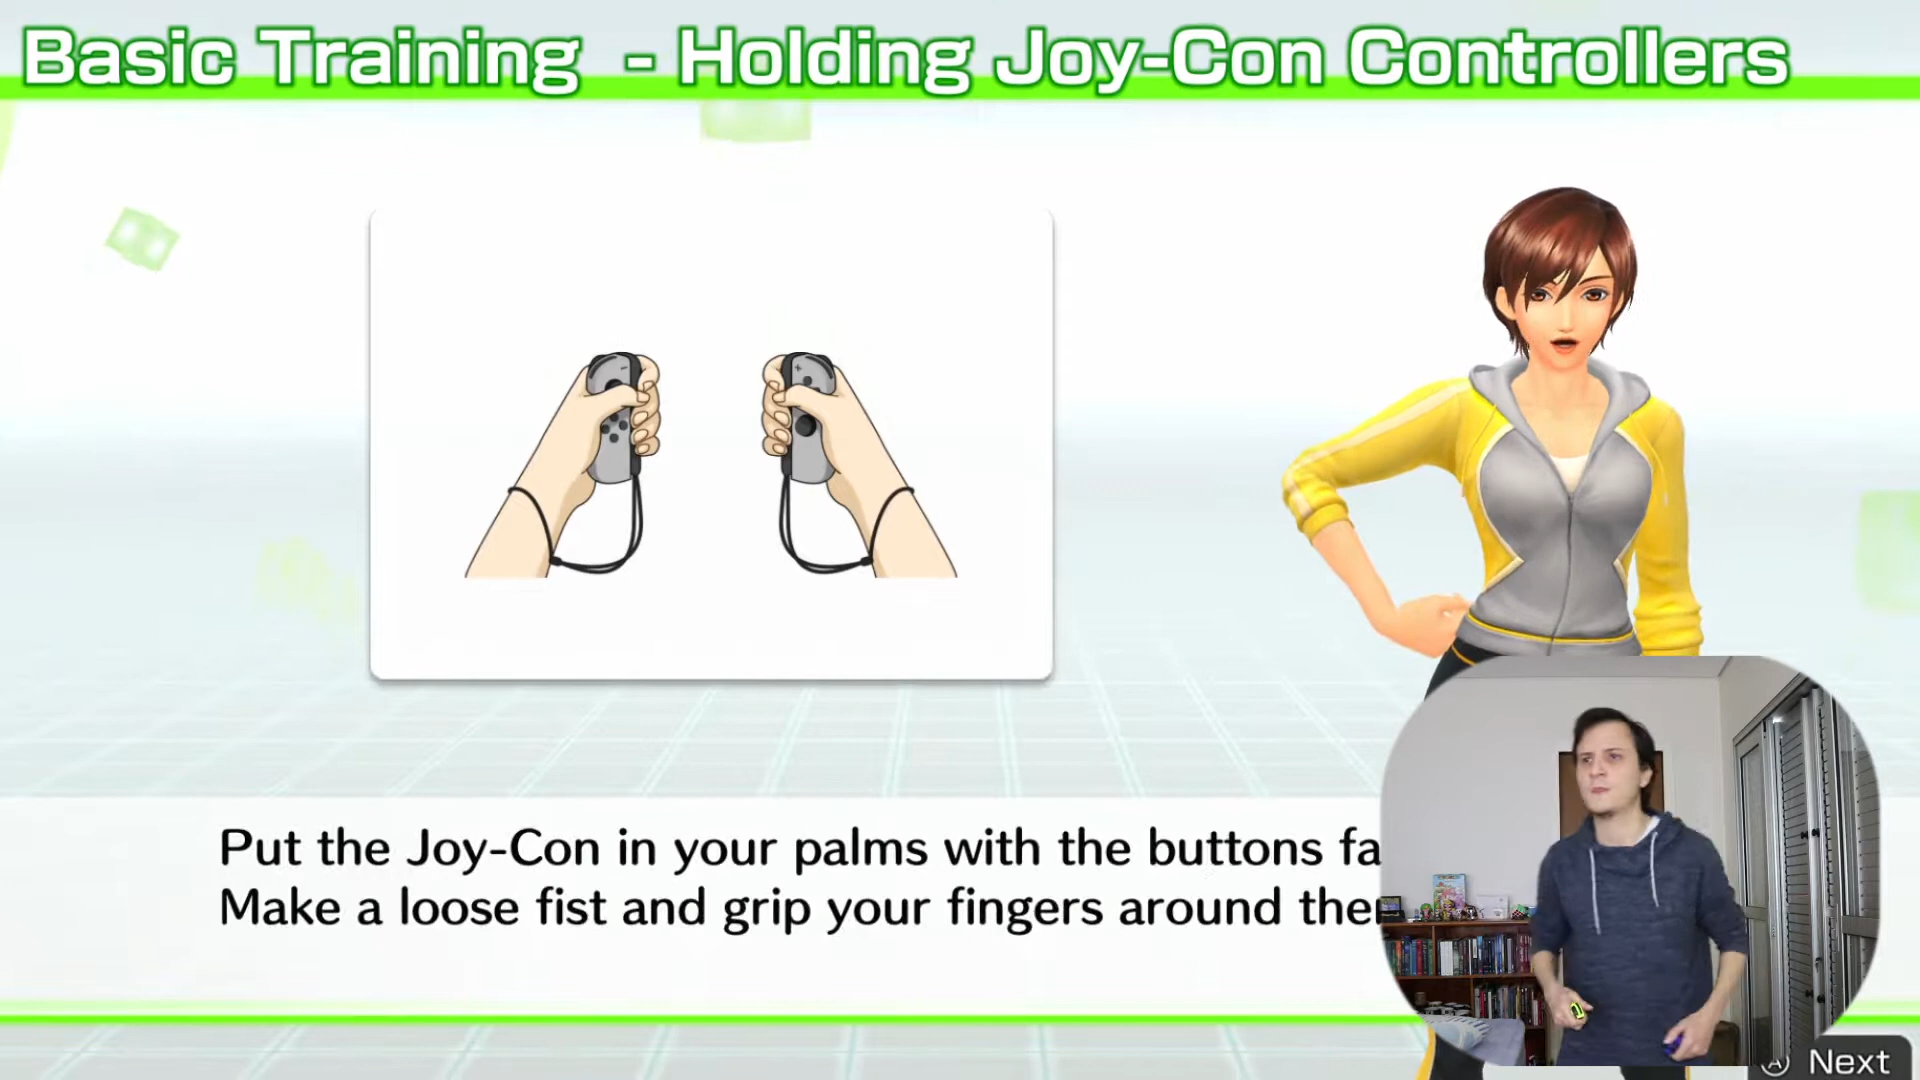 Basic Training - Holding Joy-Con Controllers
Put the Joy-Con in your palms with the buttons fa
Make a loose fist and grip your fingers around the
A Next